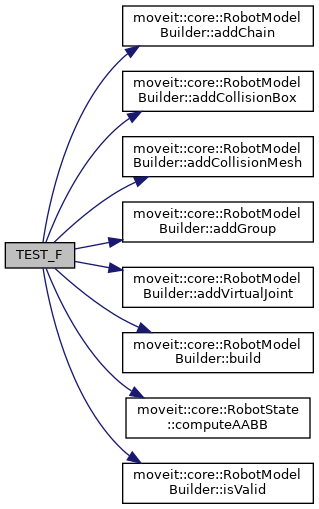 moveit::core::RobotModel
Builder::addChain
moveit::core::RobotModel
Builder::addCollisionBox
moveit::core::RobotModel
Builder::addCollisionMesh
moveit::core::RobotModel
Builder::addGroup
TEST_F
moveit::core::RobotModel
Builder::addVirtualJoint
moveit::core::RobotModel
Builder::build
moveit::core::RobotState
::computeAABB
moveit::core::RobotModel
Builder::isValid